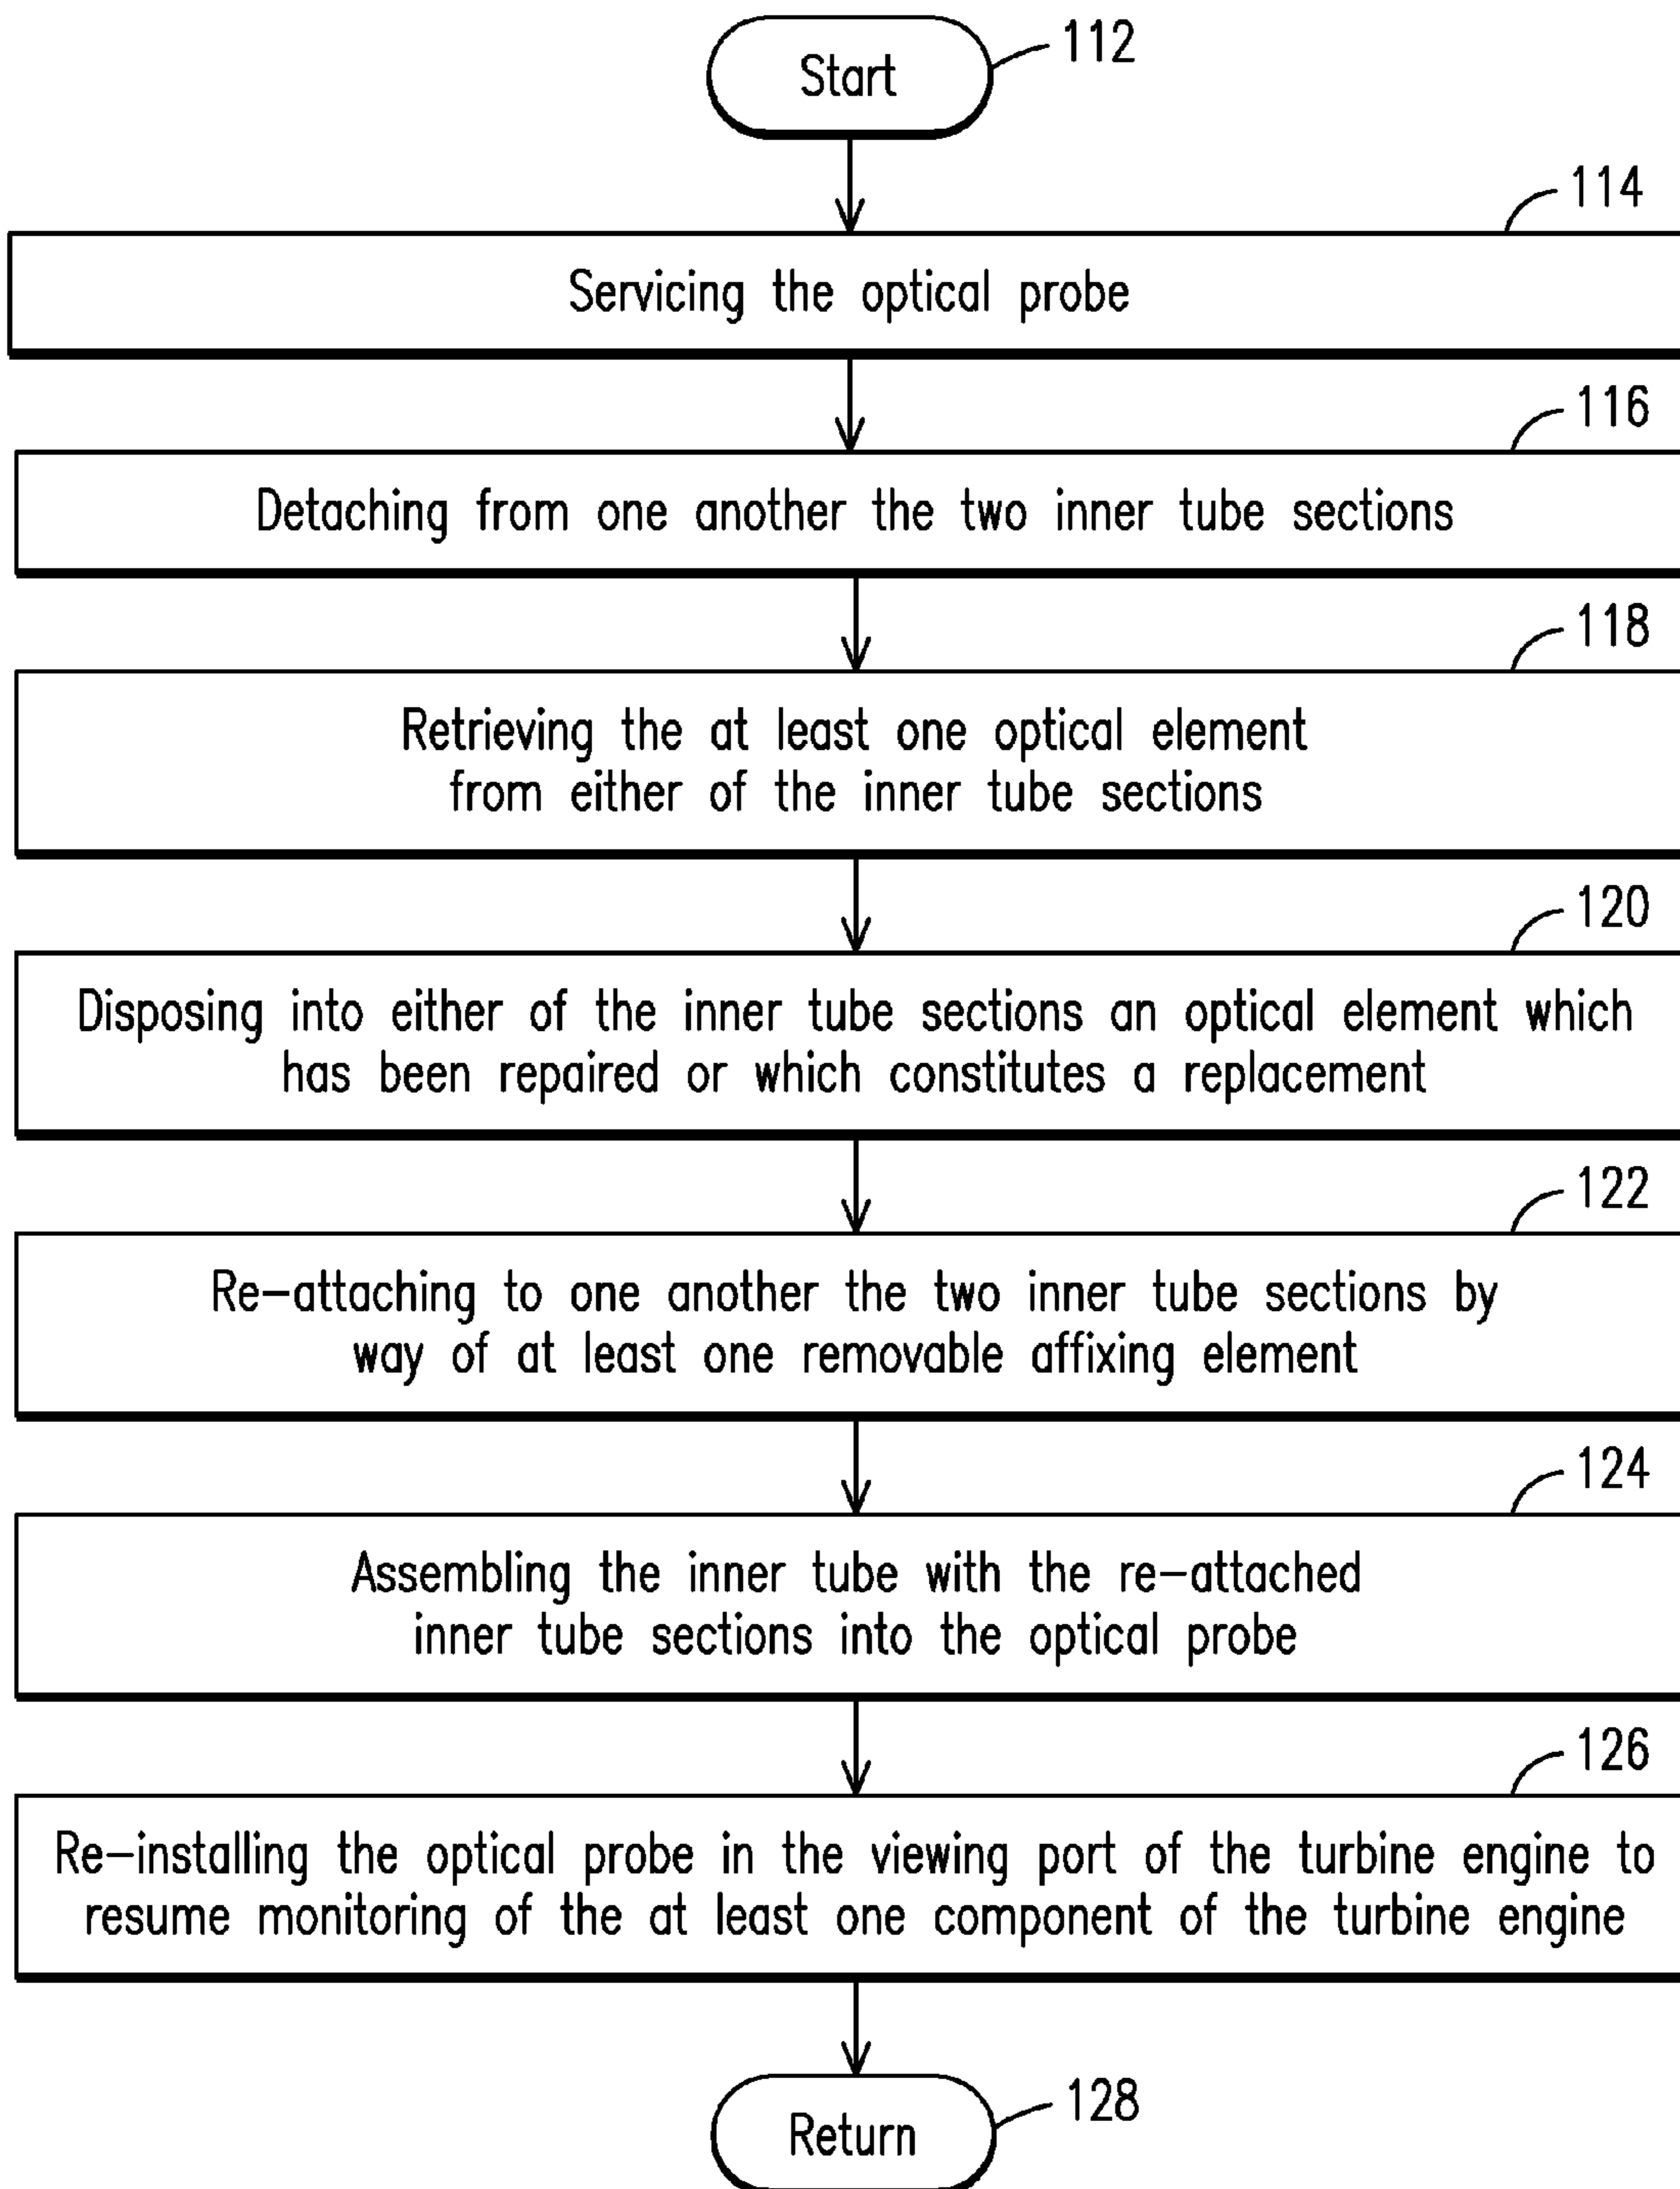 Start
112
114
Servicing the optical probe
116
Detaching from one another the two inner tube sections
118
Retrieving the at least one optical element
from either of the inner tube sections
120
Disposing into either of the inner tube sections an optical element which
has been repaired or which constitutes a replacement
122
Re-attaching to one another the two inner tube sections by
way of at least one removable affixing element
124
Assembling the inner tube with the re-attached
inner tube sections into the optical probe
126
Re-installing the optical probe in the viewing port of the turbine engine to
resume monitoring of the at least one component of the turbine engine
Return
128